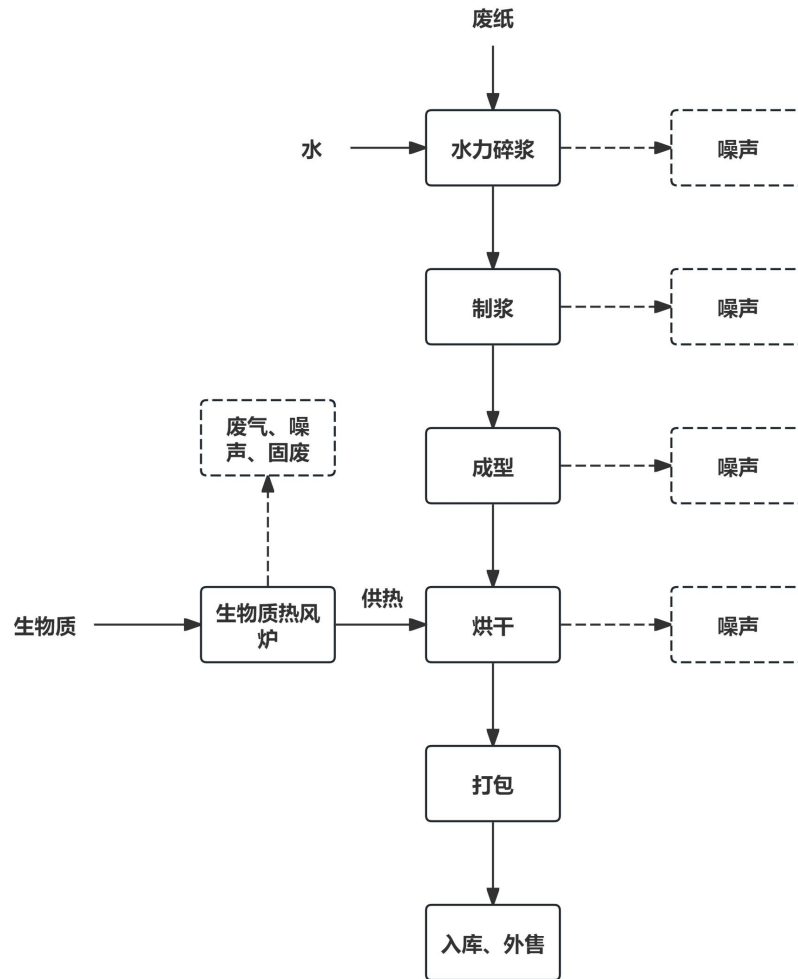 废纸
水
水力碎浆
噪声
制浆
噪声
废气、噪
声、固废
成型
噪声
生物质
生物质热风
炉
供热
烘干
噪声
打包
入库、外售